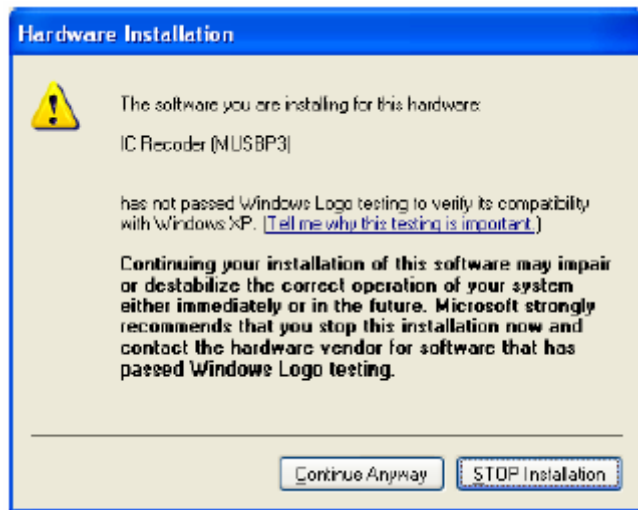 Hardware Installation
The software you are installing for this hardware:
IC Recoder (MUSBP3)
has not passed Windows Logo testing to verify its compatibility
with Windows XP. (Tell me why this testing is important.)
Continuing your installation of this software may impair
or destabilize the correct operation of your system
either immediately or in the future. Microsoft strongly
recommends that you stop this installation now and
contact the hardware vendor for software that has
passed Windows Logo testing.
Continue Anyway
STOP Installation